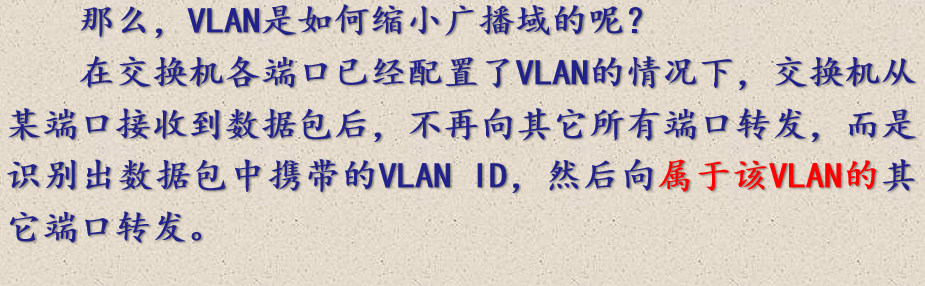 那么，VLAN是如何缩小广播域的呢？
在交换机各端口已经配置了VLAN的情况下，交换机从
某端口接收到数据包后，不再向其它所有端口转发，而是
识别出数据包中携带的VLAN ID，然后向属于该VLAN的其
它端口转发。